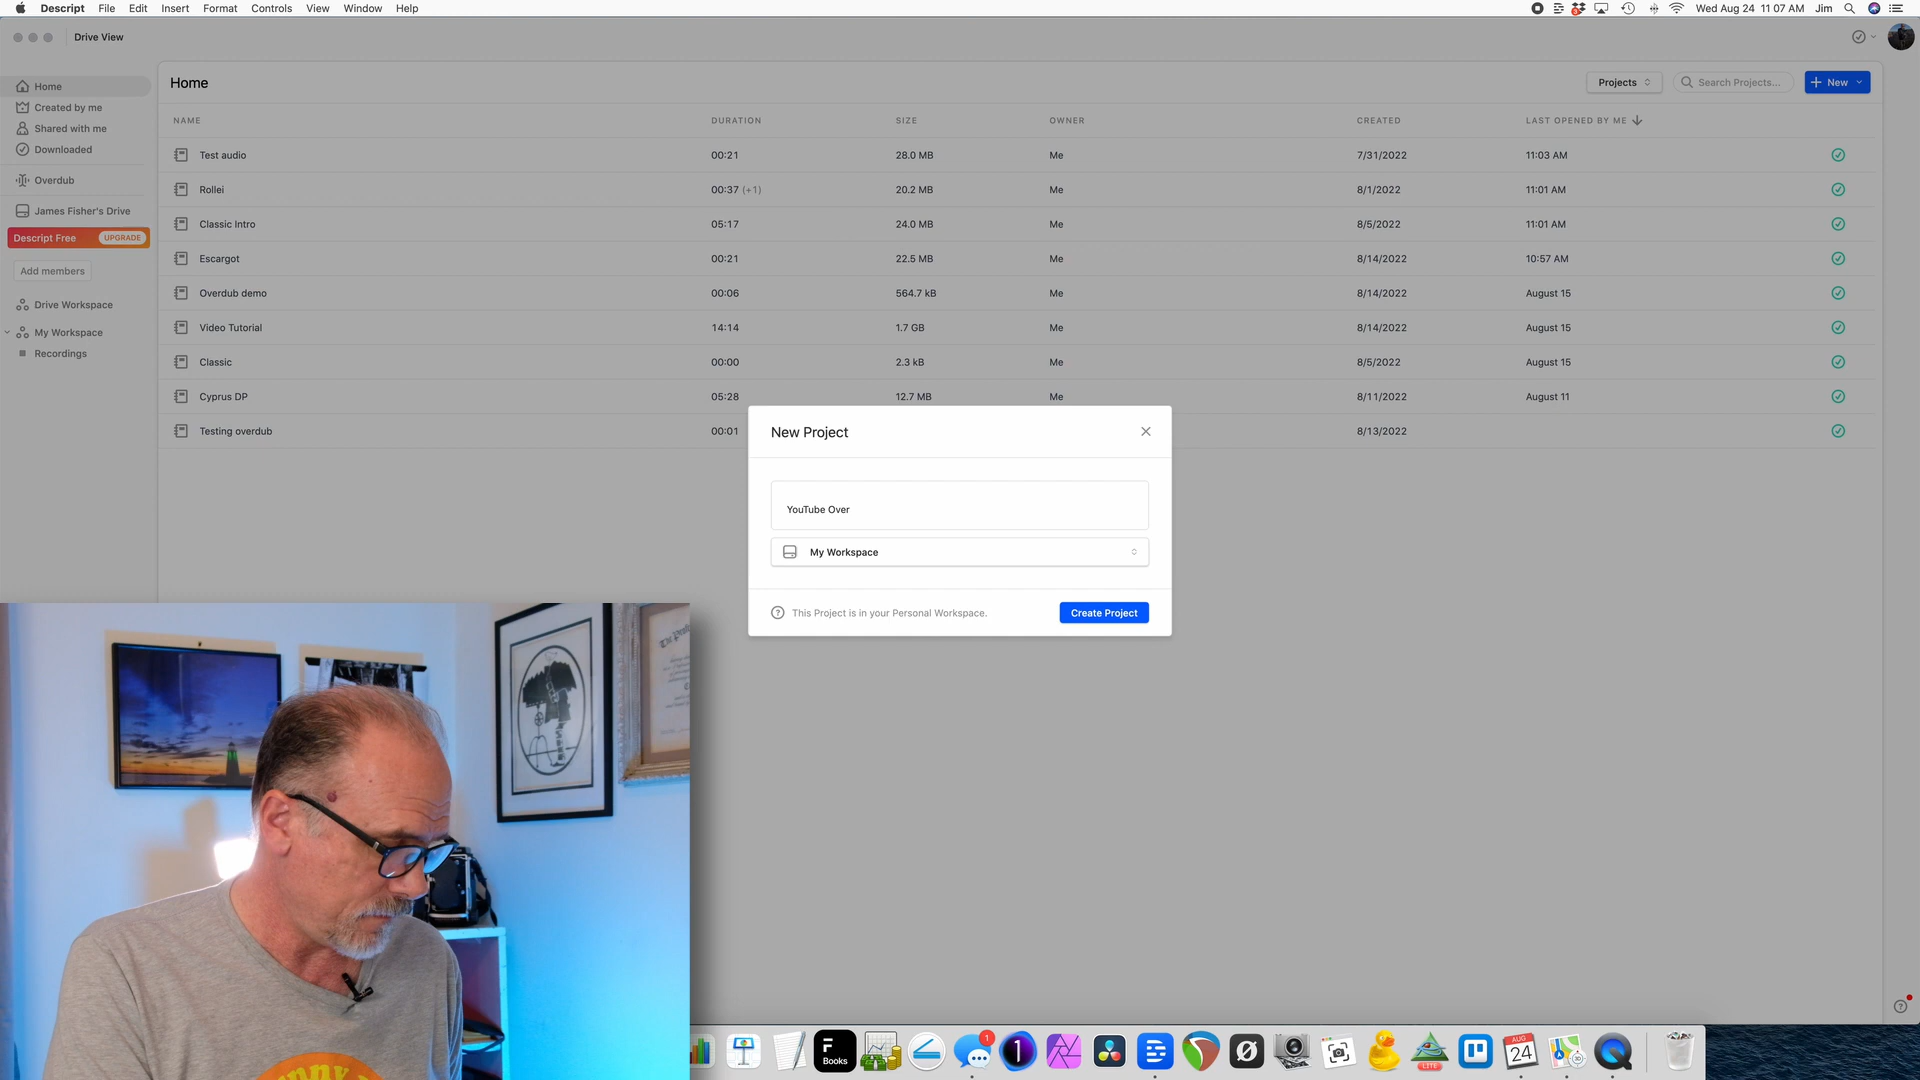 Descript File Edit Insert Format Controls View Window Help
3 Wed Aug 24 11 07 AM Jim
Drive View
Home
Created by me
Shared with me
Downloaded
Overdub
James Fisher's Drive
Descript Free UPGRADE
Add members
Drive Workspace
My Workspace
Recordings
Home Projects Search Projects... New
NAME DURATION SIZE OWNER CREATED LAST OPENED BY ME
Test audio 00:21 28.0 MB Me 7/31/2022 11:03 AM
Rollei 00:37 (+1) 20.2 MB Me 8/1/2022 11:01 AM
Classic Intro 05:17 24.0 MB Me 8/5/2022 11:01 AM
Escargot 00:21 22.5 MB Me 8/14/2022 10:57 AM
Overdub demo 00:06 564.7 kB Me 8/14/2022 August 15
Video Tutorial 14:14 1.7 GB Me 8/14/2022 August 15
Classic 00:00 2.3 kB Me 8/5/2022 August 15
Cyprus DP 05:28 12.7 MB Me 8/11/2022 August 11
Testing overdub 00:01 8/13/2022
New Project
YouTube Over
My Workspace
? This Project is in your Personal Workspace.
Create Project
?
F
Books
1
1
LITE
AUG
24
3D